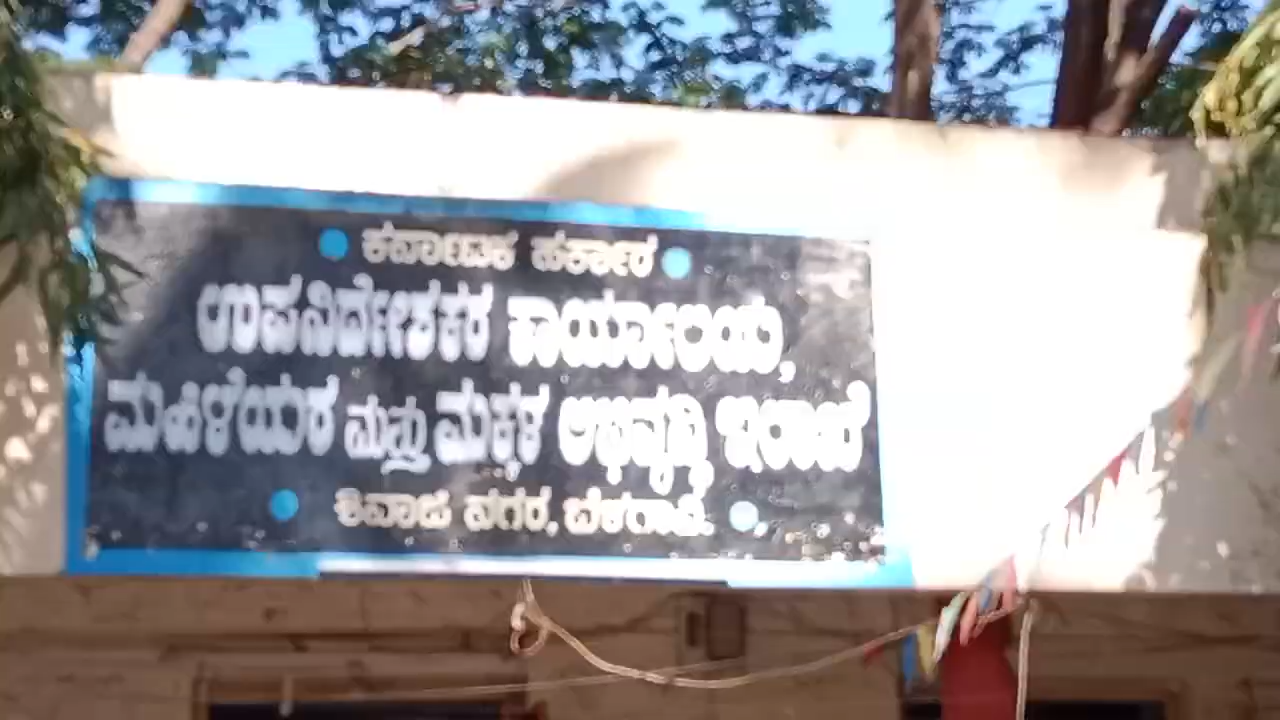 ಕರ್ನಾಟಕ ಸರ್ಕಾರ
ಉಪನಿರ್ದೇಶಕರ ಕಾರ್ಯಾಲಯ,
ಮಹಿಳೆಯರ ಮತ್ತು ಮಕ್ಕಳ ಅಭಿವೃದ್ಧಿ ಇಲಾಖೆ
ಶಿವಾಜಿ ನಗರ, ಬೆಳಗಾವಿ.